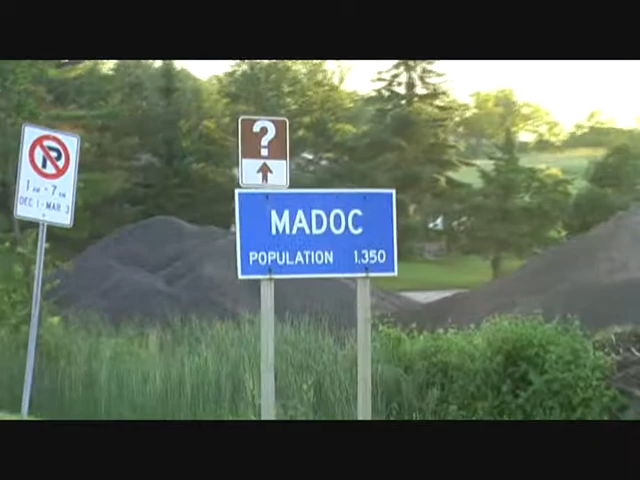 P
1 AM - 7 AM
DEC 1 - MAR 3
?
MADOC
POPULATION 1,350